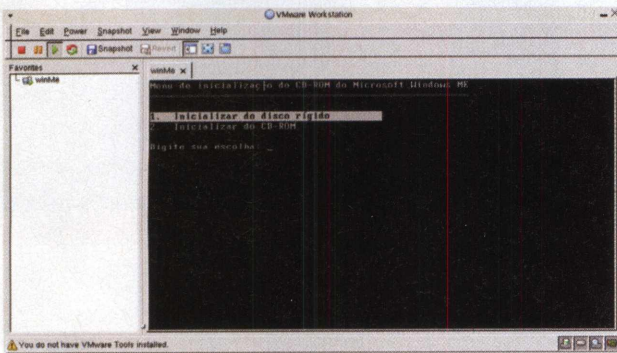 VMware Workstation
File Edit Power Snapshot View Window Help
Snapshot Revert
Favorites
winMe
winMe
Menu de inicialização do CD-ROM do Microsoft Windows ME
1. Inicializar do disco rígido
2. Inicializar do CD-ROM
Digite sua escolha: _
You do not have VMware Tools installed.